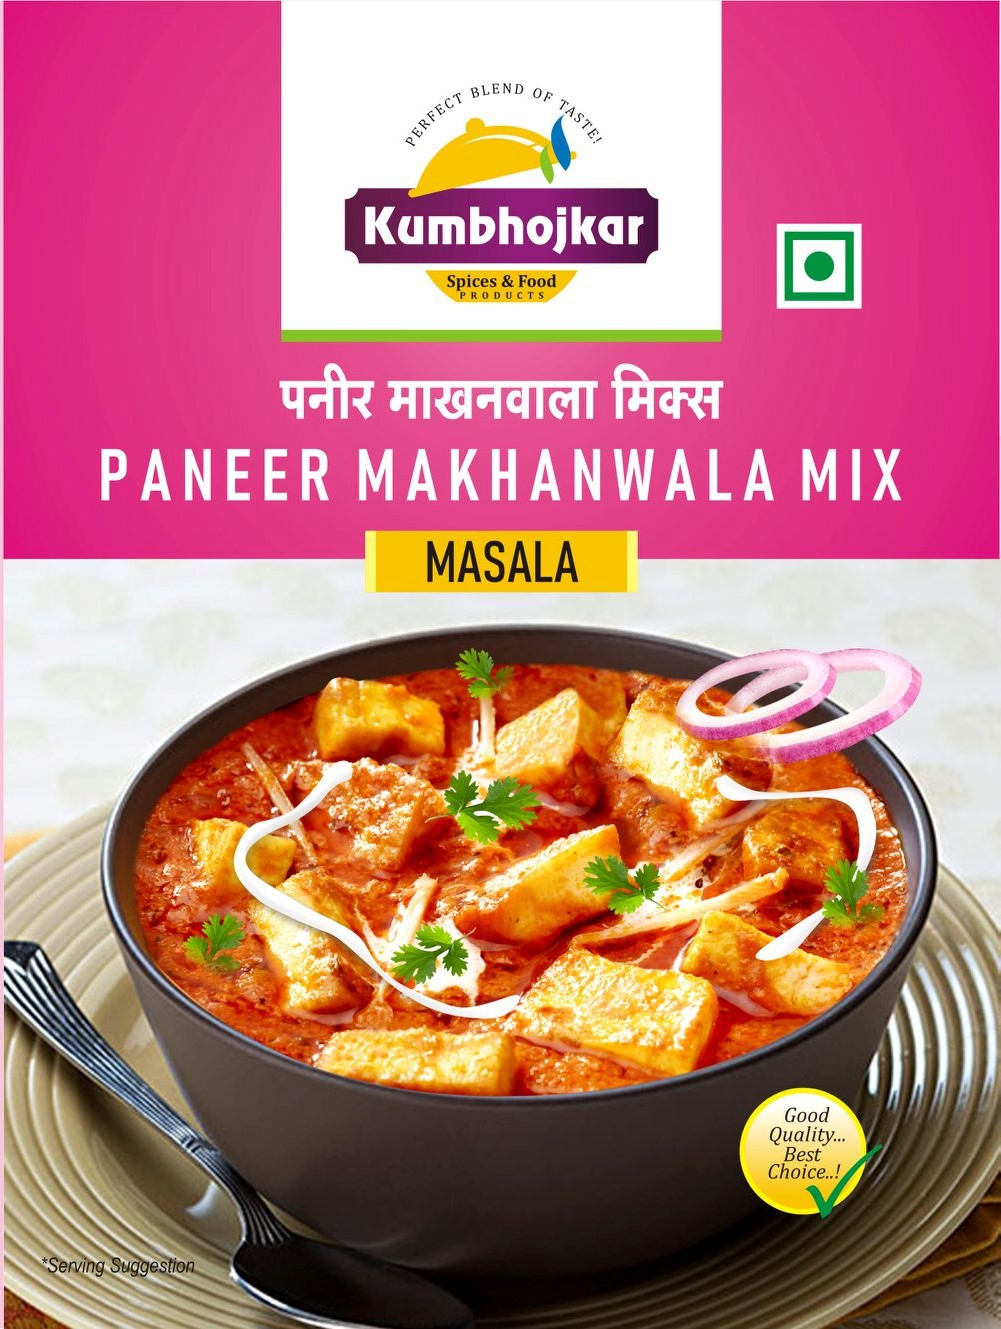 PERFECT BLEND OF TASTE!
Kumbhojkar
Spices & Food
PRODUCTS
पनीर माखनवाला मिक्स
PANEER MAKHANWALA MIX
MASALA
Good
Quality...
Best
Choice..!
*Serving Suggestion